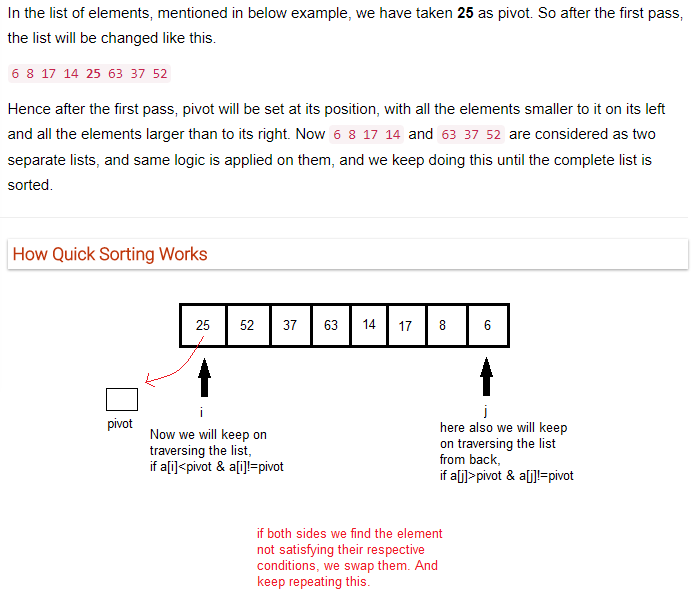 In the list of elements, mentioned in below example, we have taken 25 as pivot. So after the first pass,
the list will be changed like this.
6 8 17 14 25 63 37 52
Hence after the first pass, pivot will be set at its position, with all the elements smaller to it on its left
and all the elements larger than to its right. Now 6 8 17 14 and 63 37 52 are considered as two
separate lists, and same logic is applied on them, and we keep doing this until the complete list is
sorted.
How Quick Sorting Works
25 52 37 63 14 17 8 6
pivot
i
Now we will keep on
traversing the list,
if a[i]<pivot & a[i]!=pivot
j
here also we will keep
on traversing the list
from back,
if a[j]>pivot & a[j]!=pivot
if both sides we find the element
not satisfying their respective
conditions, we swap them. And
keep repeating this.